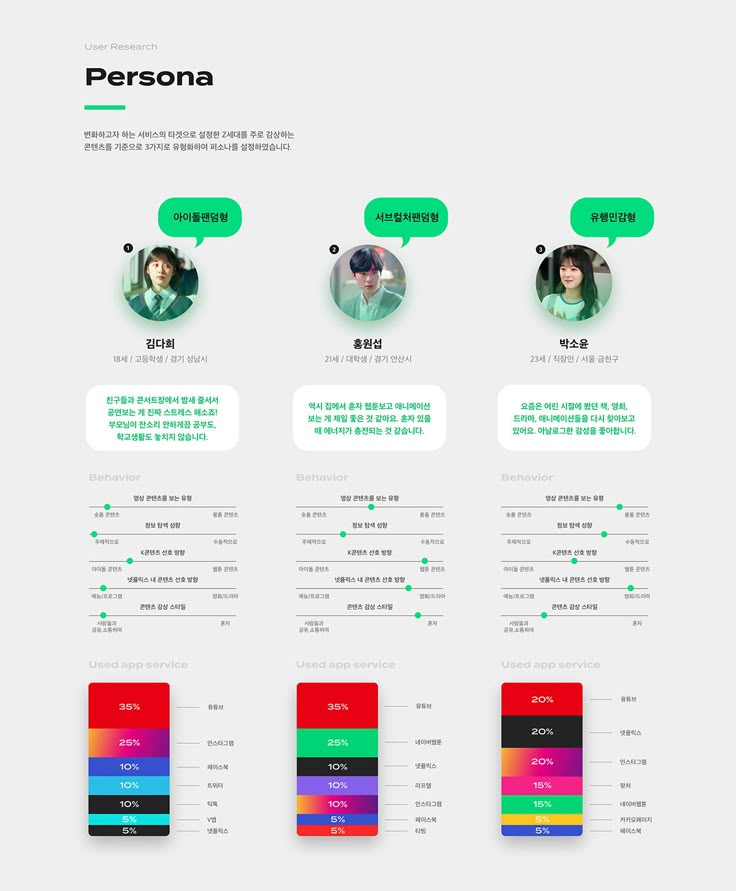 User Research
Persona
변화하고자 하는 서비스의 타겟으로 설정한 Z세대를 주로 감상하는
콘텐츠를 기준으로 3가지로 유형화하여 퍼소나를 설정하였습니다.
아이돌팬덤형
1
김다희
18세 / 고등학생 / 경기 성남시
친구들과 콘서트장에서 밤새 줄서서
공연보는 게 진짜 스트레스 해소죠!
부모님이 잔소리 안하게끔 공부도,
학교생활도 놓치지 않습니다.
Behavior
영상 콘텐츠를 보는 유형
숏폼 콘텐츠
롱폼 콘텐츠
정보 탐색 성향
주체적으로
수동적으로
K콘텐츠 선호 방향
아이돌 콘텐츠
웹툰 콘텐츠
넷플릭스 내 콘텐츠 선호 방향
예능/프로그램
영화/드라마
콘텐츠 감상 스타일
사람들과
공유,소통하며
혼자
Used app service
35%
유튜브
25%
인스타그램
10%
페이스북
10%
트위터
10%
틱톡
5%
V앱
5%
넷플릭스
서브컬처팬덤형
2
홍원섭
21세 / 대학생 / 경기 안산시
역시 집에서 혼자 웹툰보고 애니메이션
보는 게 제일 좋은 것 같아요. 혼자 있을
때 에너지가 충전되는 것 같습니다.
Behavior
영상 콘텐츠를 보는 유형
숏폼 콘텐츠
롱폼 콘텐츠
정보 탐색 성향
주체적으로
수동적으로
K콘텐츠 선호 방향
아이돌 콘텐츠
웹툰 콘텐츠
넷플릭스 내 콘텐츠 선호 방향
예능/프로그램
영화/드라마
콘텐츠 감상 스타일
사람들과
공유,소통하며
혼자
Used app service
35%
유튜브
25%
네이버웹툰
10%
넷플릭스
10%
라프텔
10%
인스타그램
5%
페이스북
5%
티빙
유행민감형
3
박소윤
23세 / 직장인 / 서울 금천구
요즘은 어린 시절에 봤던 책, 영화,
드라마, 애니메이션들을 다시 찾아보고
있어요. 아날로그한 감성을 좋아합니다.
Behavior
영상 콘텐츠를 보는 유형
숏폼 콘텐츠
롱폼 콘텐츠
정보 탐색 성향
주체적으로
수동적으로
K콘텐츠 선호 방향
아이돌 콘텐츠
웹툰 콘텐츠
넷플릭스 내 콘텐츠 선호 방향
예능/프로그램
영화/드라마
콘텐츠 감상 스타일
사람들과
공유,소통하며
혼자
Used app service
20%
유튜브
20%
넷플릭스
20%
인스타그램
15%
왓챠
15%
네이버웹툰
5%
카카오페이지
5%
페이스북